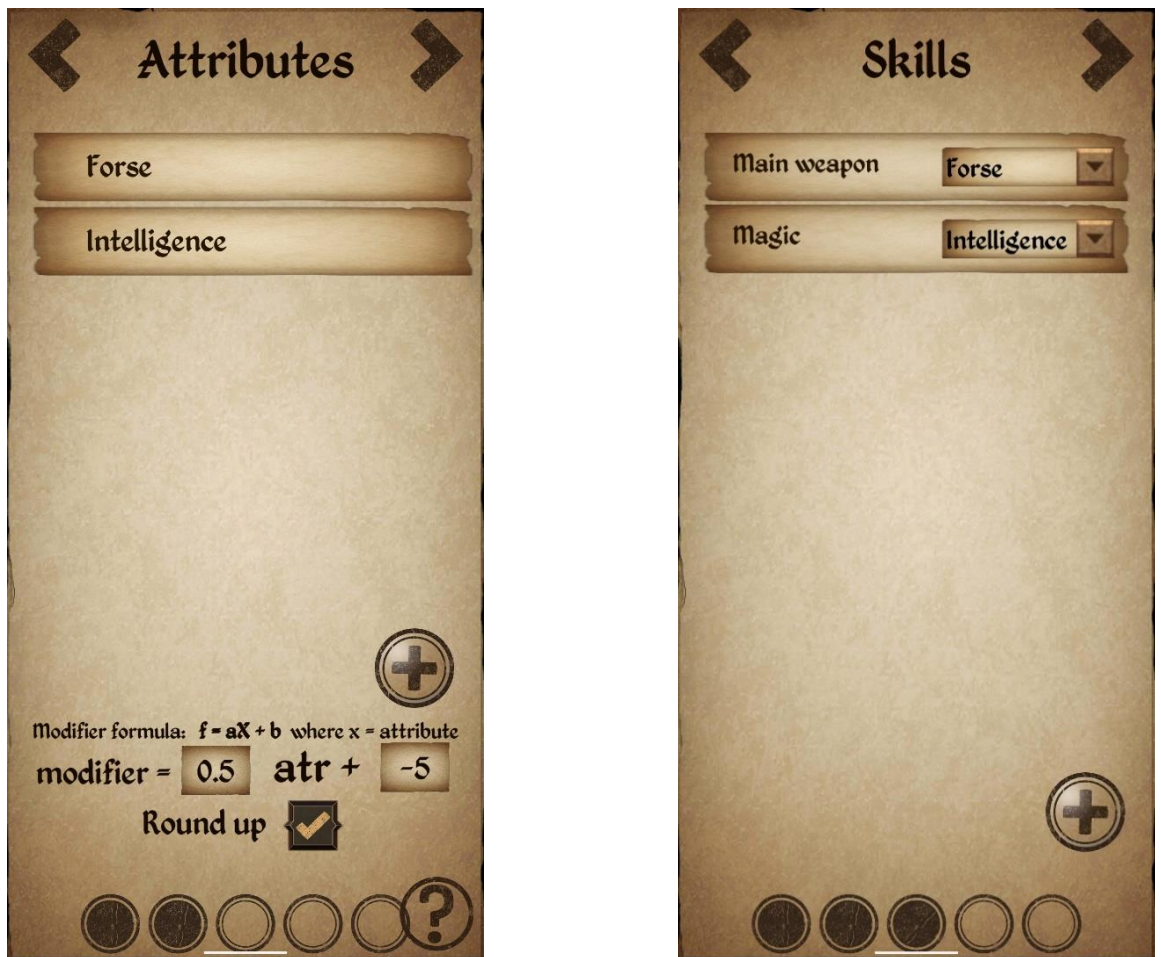 Attributes
Forse
Intelligence
Modifier formula: f = aX + b where x = attribute
modifier = 0.5 atr + -5
Round up
?
Skills
Main weapon Forse
Magic Intelligence